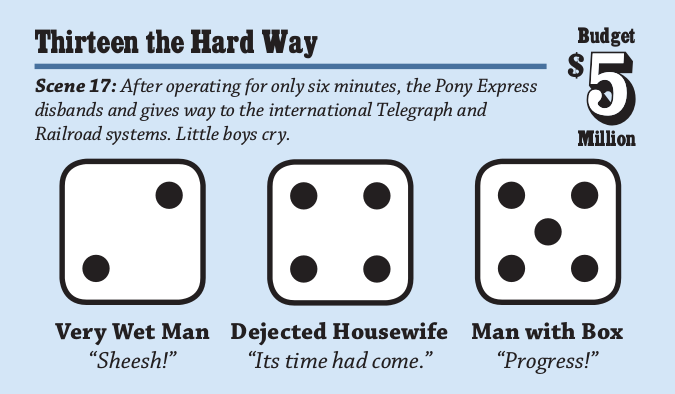 Thirteen the Hard Way
Budget
$5
Million
Scene 17: After operating for only six minutes, the Pony Express
disbands and gives way to the international Telegraph and
Railroad systems. Little boys cry.
Very Wet Man
“Sheesh!”
Dejected Housewife
“Its time had come.”
Man with Box
“Progress!”